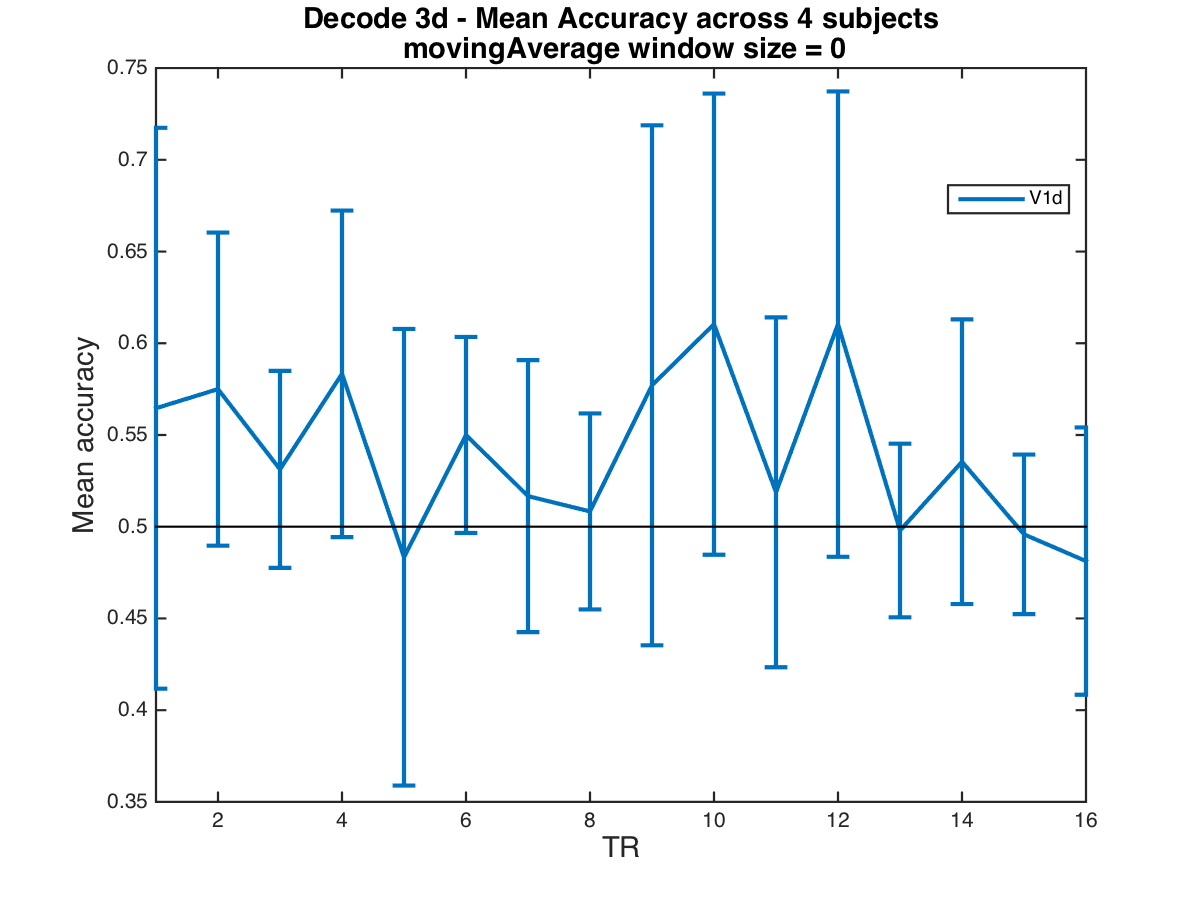 Decode 3d - Mean Accuracy across 4 subjects
movingAverage window size = 0
0.75
0.7
0.65
0.6
0.55
0.5
0.45
0.4
0.35
Mean accuracy
V1d
2 4 6 8 10 12 14 16
TR